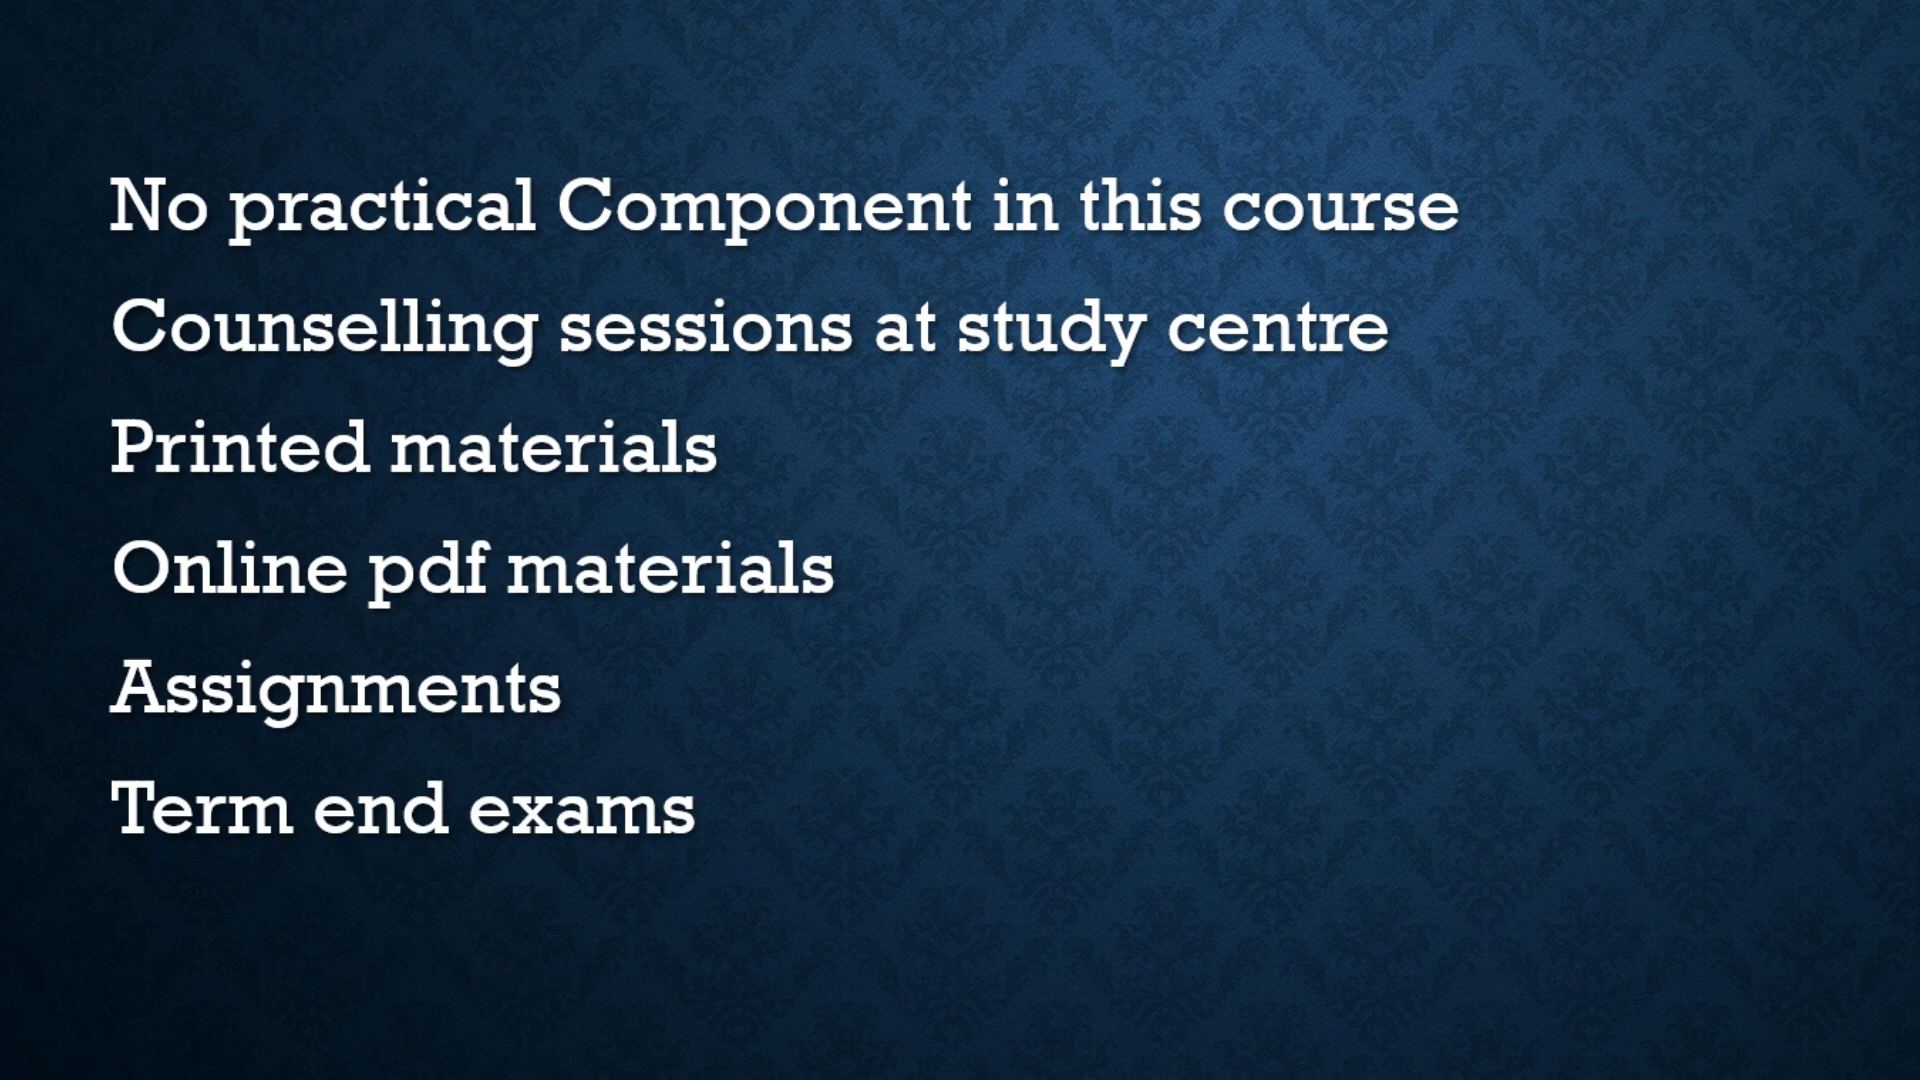 No practical Component in this course
Counselling sessions at study centre
Printed materials
Online pdf materials
Assignments
Term end exams